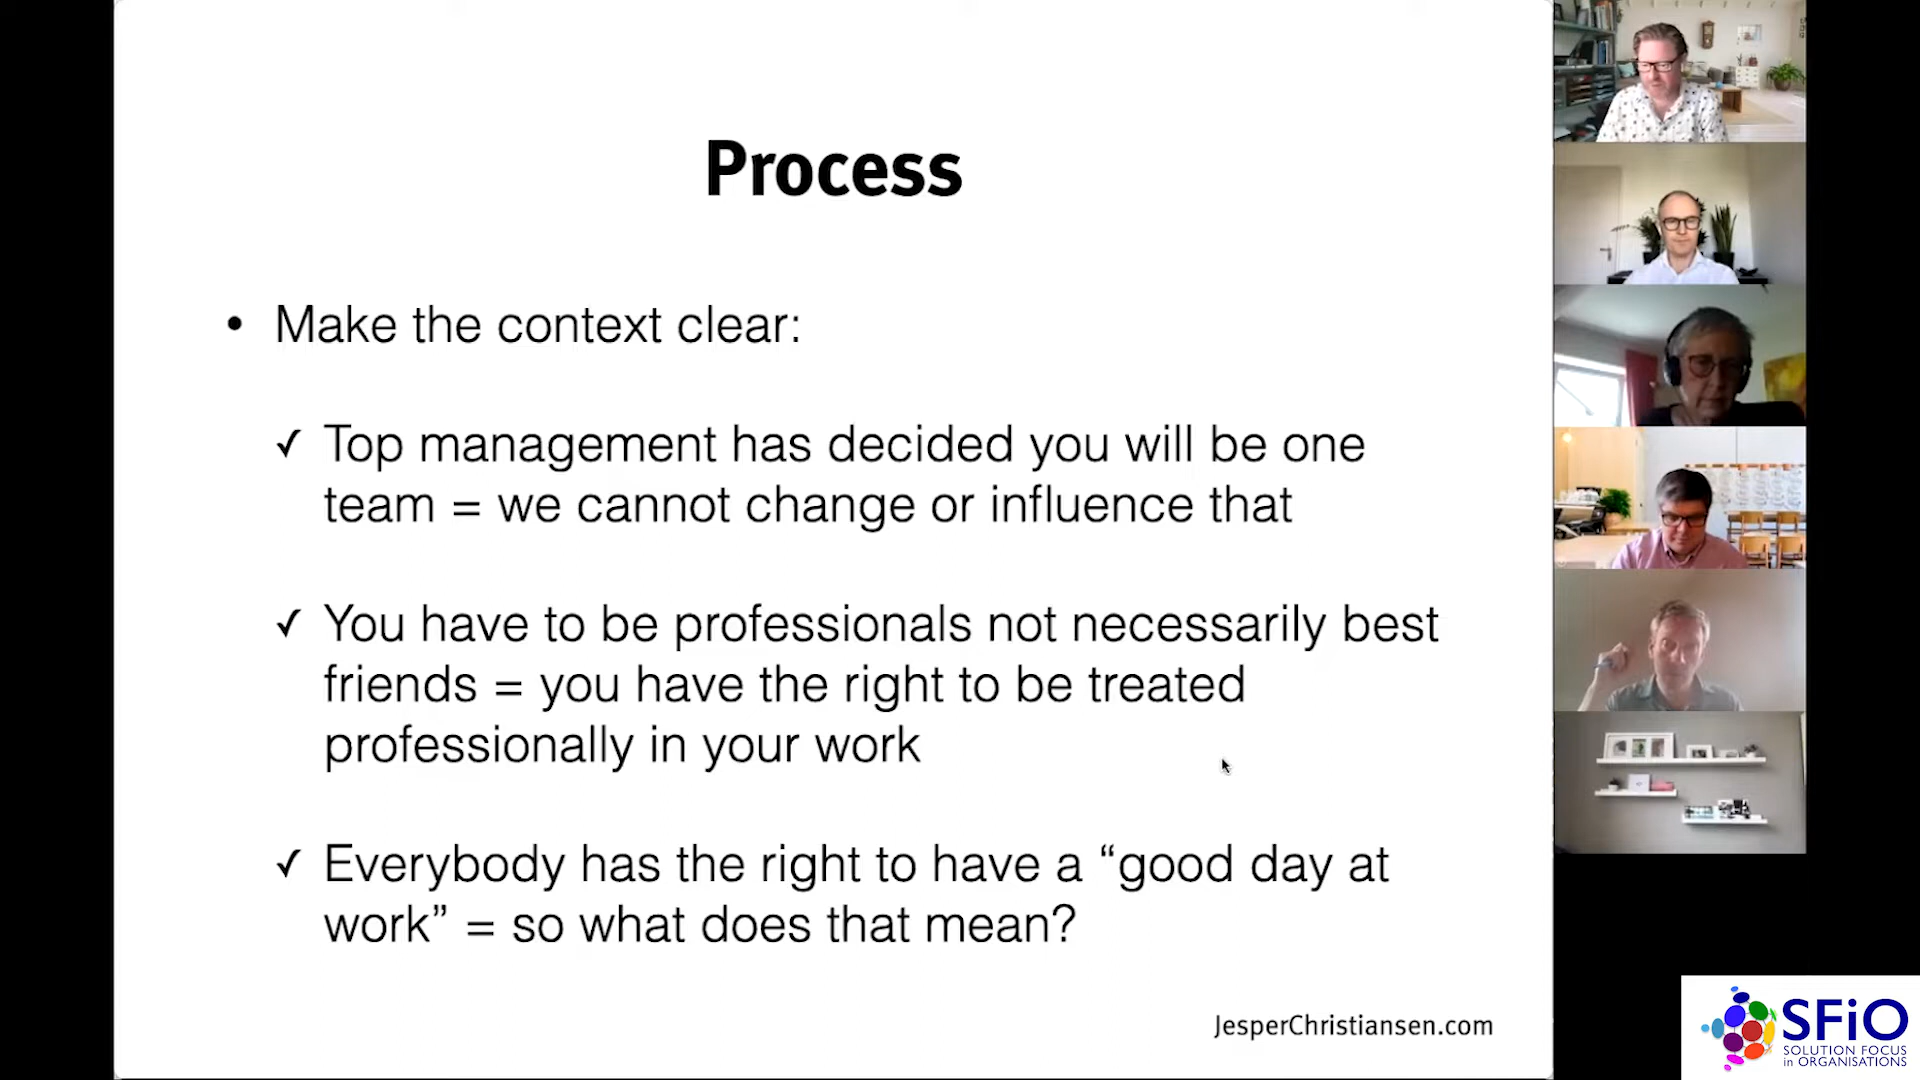 Process
• Make the context clear:
✓ Top management has decided you will be one
team = we cannot change or influence that
✓ You have to be professionals not necessarily best
friends = you have the right to be treated
professionally in your work
✓ Everybody has the right to have a “good day at
work” = so what does that mean?
JesperChristiansen.com
SFiO
SOLUTION FOCUS
in ORGANISATIONS